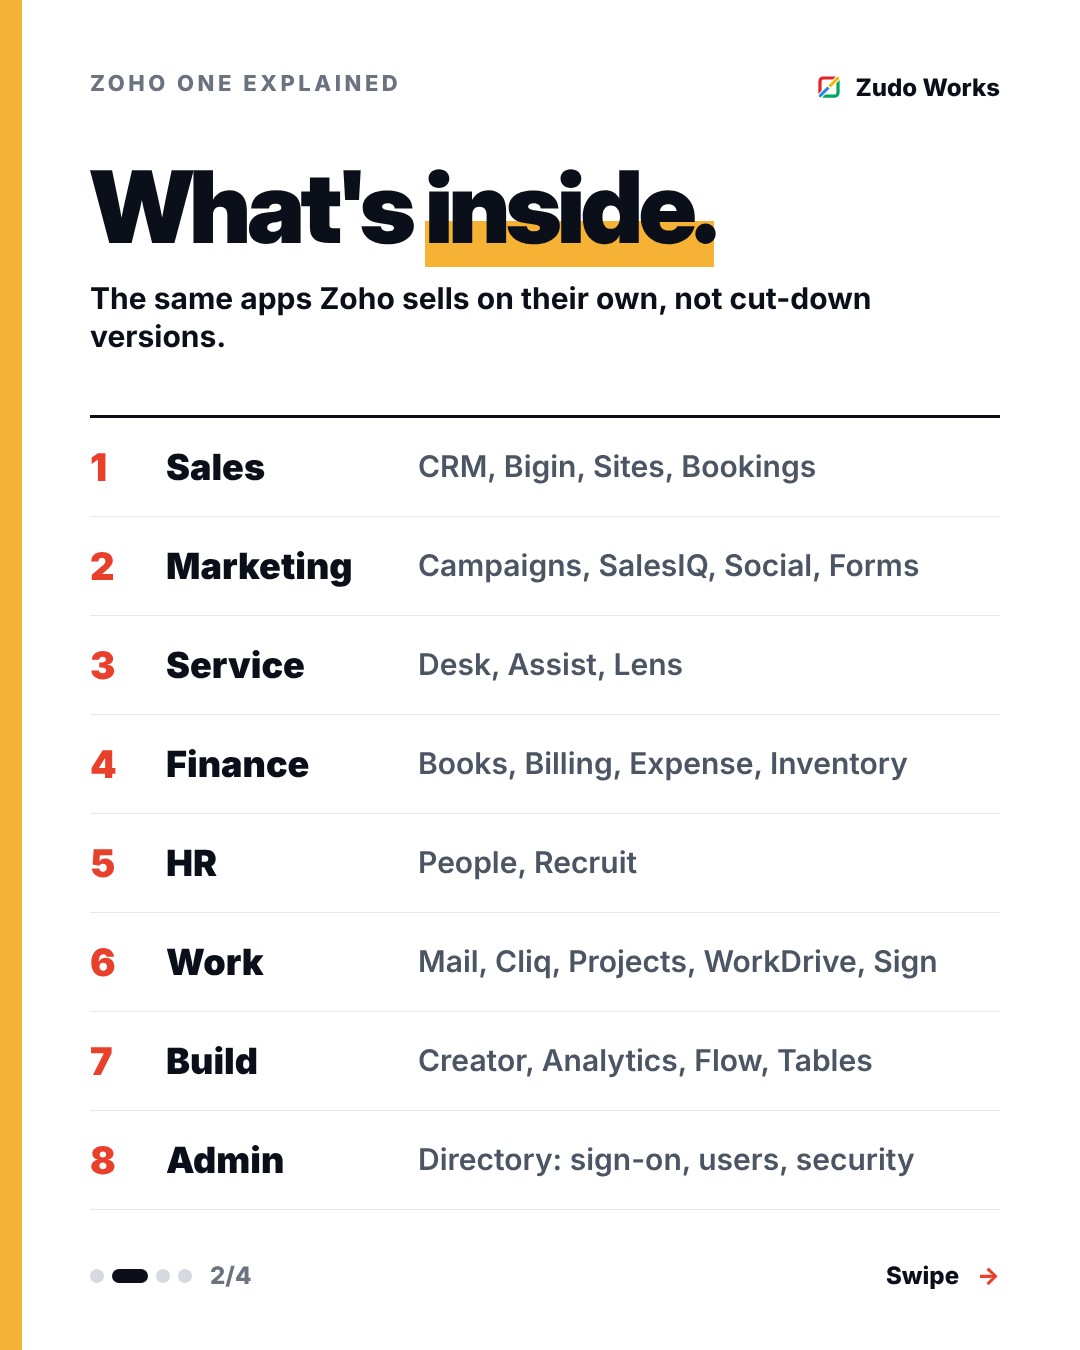 ZOHO ONE EXPLAINED
Zudo Works
What's inside.
The same apps Zoho sells on their own, not cut-down
versions.
1 Sales CRM, Bigin, Sites, Bookings
2 Marketing Campaigns, SalesIQ, Social, Forms
3 Service Desk, Assist, Lens
4 Finance Books, Billing, Expense, Inventory
5 HR People, Recruit
6 Work Mail, Cliq, Projects, WorkDrive, Sign
7 Build Creator, Analytics, Flow, Tables
8 Admin Directory: sign-on, users, security
2/4
Swipe →